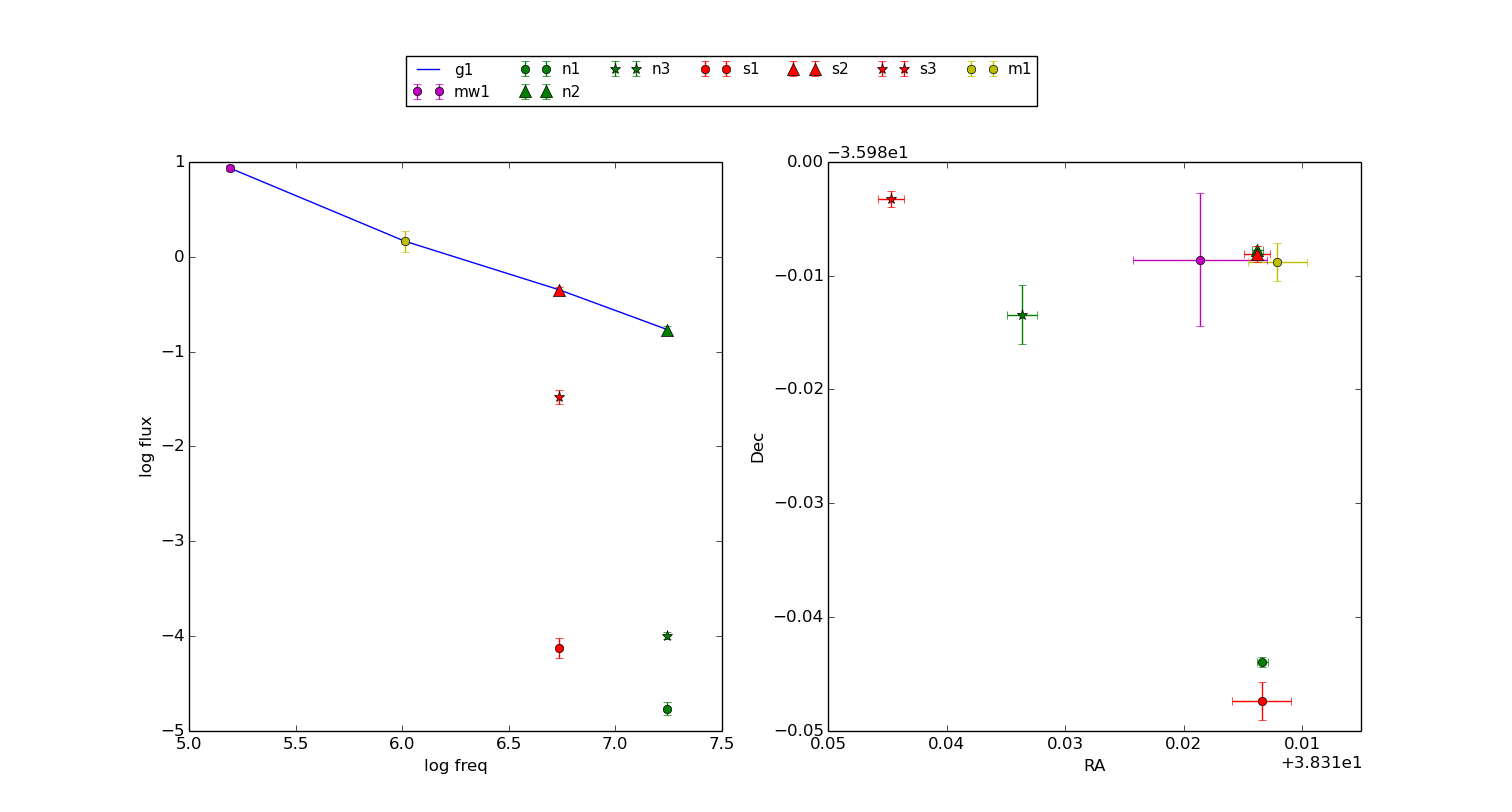 g1 n1 n3 s1 s2 s3 m1
mw1 n2
−3.598e1
1
0
−1
−2
−3
−4
−5
log flux
5.0 5.5 6.0 6.5 7.0 7.5
log freq
0.00
−0.01
−0.02
−0.03
−0.04
−0.05
Dec
0.05 0.04 0.03 0.02 0.01
RA
+3.831e1